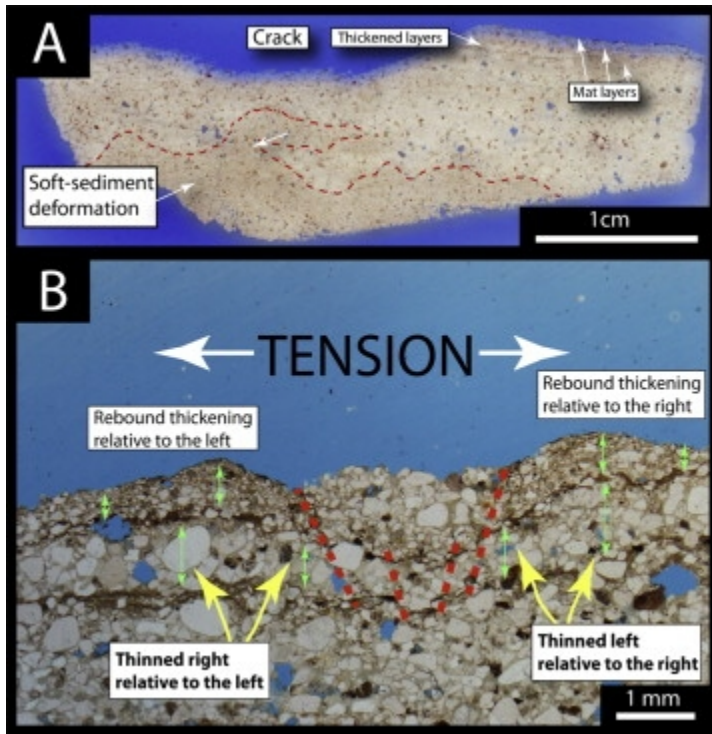 A
Crack
Thickened layers
Mat layers
Soft-sediment
deformation
1cm
B
TENSION
Rebound thickening
relative to the left
Rebound thickening
relative to the right
Thinned right
relative to the left
Thinned left
relative to the right
1 mm